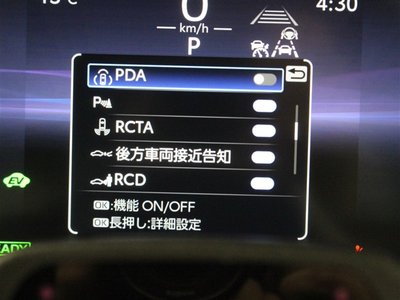 4:30
0
km/h
P
PDA
P
RCTA
後方車両接近告知
RCD
OK:機能 ON/OFF
OK長押し:詳細設定
EV